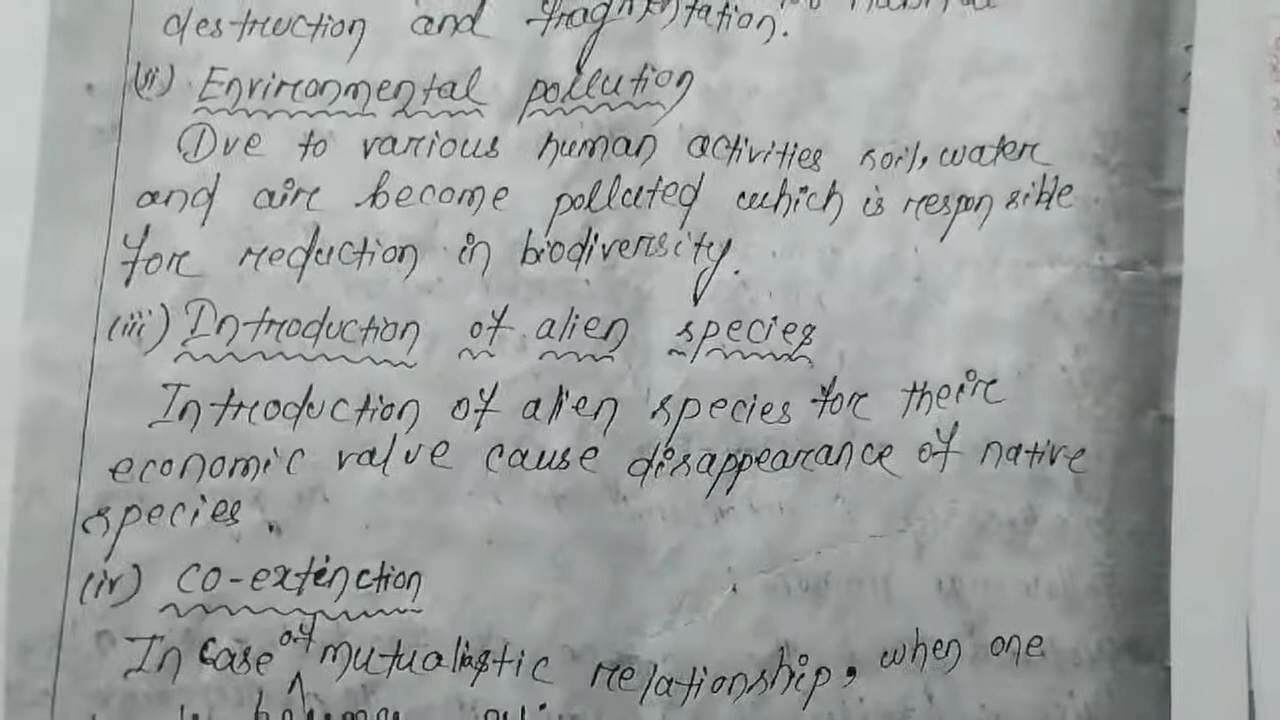 destruction and fragmentation.
(ii) Environmental pollution
Due to various human activities soil, water
and air become polluted which is responsible
for reduction in biodiversity.
(iii) Introduction of alien species
Introduction of alien species for their
economic value cause disappearance of native
species.
(iv) co-extinction
In case of mutualistic relationship, when one